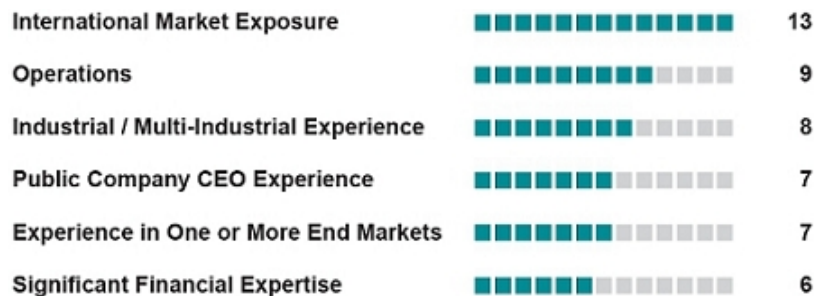 International Market Exposure 13
Operations 9
Industrial / Multi-Industrial Experience 8
Public Company CEO Experience 7
Experience in One or More End Markets 7
Significant Financial Expertise 6